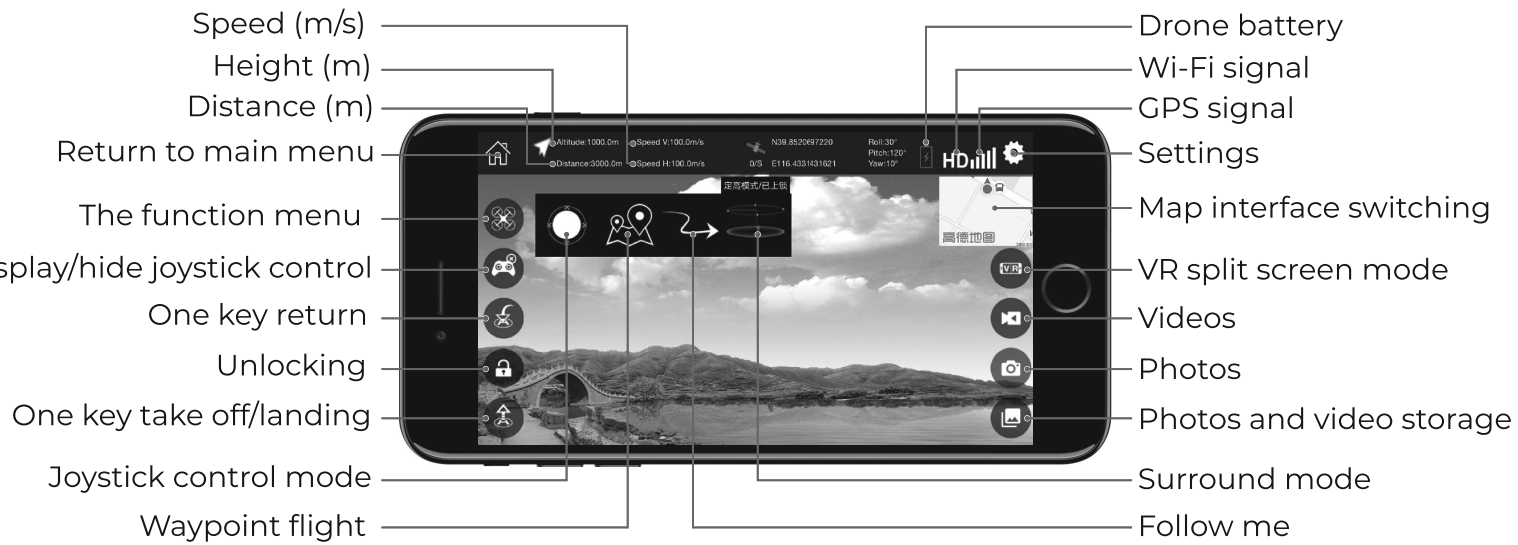 Speed (m/s)
Height (m)
Distance (m)
Return to main menu
The function menu
splay/hide joystick control
One key return
Unlocking
One key take off/landing
Joystick control mode
Waypoint flight
Altitude:1000.0m
Speed V:100.0m/s
N39.8520697220
Roll:30°
Pitch:120°
Distance:3000.0m
Speed H:100.0m/s
0/S
E116.4331431621
Yaw:10°
HD
定高模式/已上锁
高德地图
VR
Drone battery
Wi-Fi signal
GPS signal
Settings
Map interface switching
VR split screen mode
Videos
Photos
Photos and video storage
Surround mode
Follow me